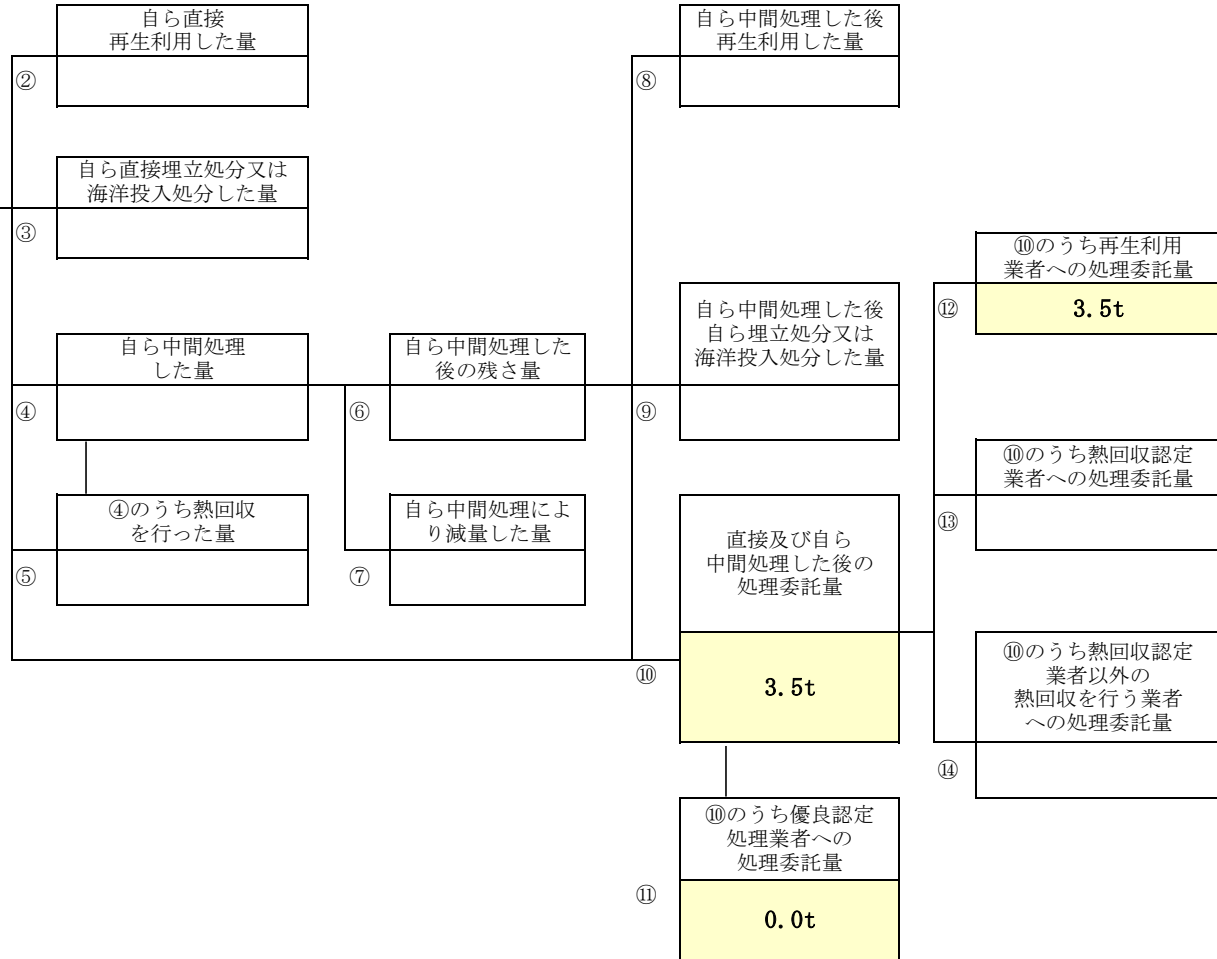 自ら直接
再生利用した量
②
自ら直接埋立処分又は
海洋投入処分した量
③
自ら中間処理
した量
④
④のうち熱回収
を行った量
⑤
自ら中間処理した
後の残さ量
⑥
自ら中間処理によ
り減量した量
⑦
自ら中間処理した後
再生利用した量
⑧
自ら中間処理した後
自ら埋立処分又は
海洋投入処分した量
⑨
直接及び自ら
中間処理した後の
処理委託量
⑩
3.5t
⑩のうち優良認定
処理業者への
処理委託量
⑪
0.0t
⑩のうち再生利用
業者への処理委託量
⑫
3.5t
⑩のうち熱回収認定
業者への処理委託量
⑬
⑩のうち熱回収認定
業者以外の
熱回収を行う業者
への処理委託量
⑭